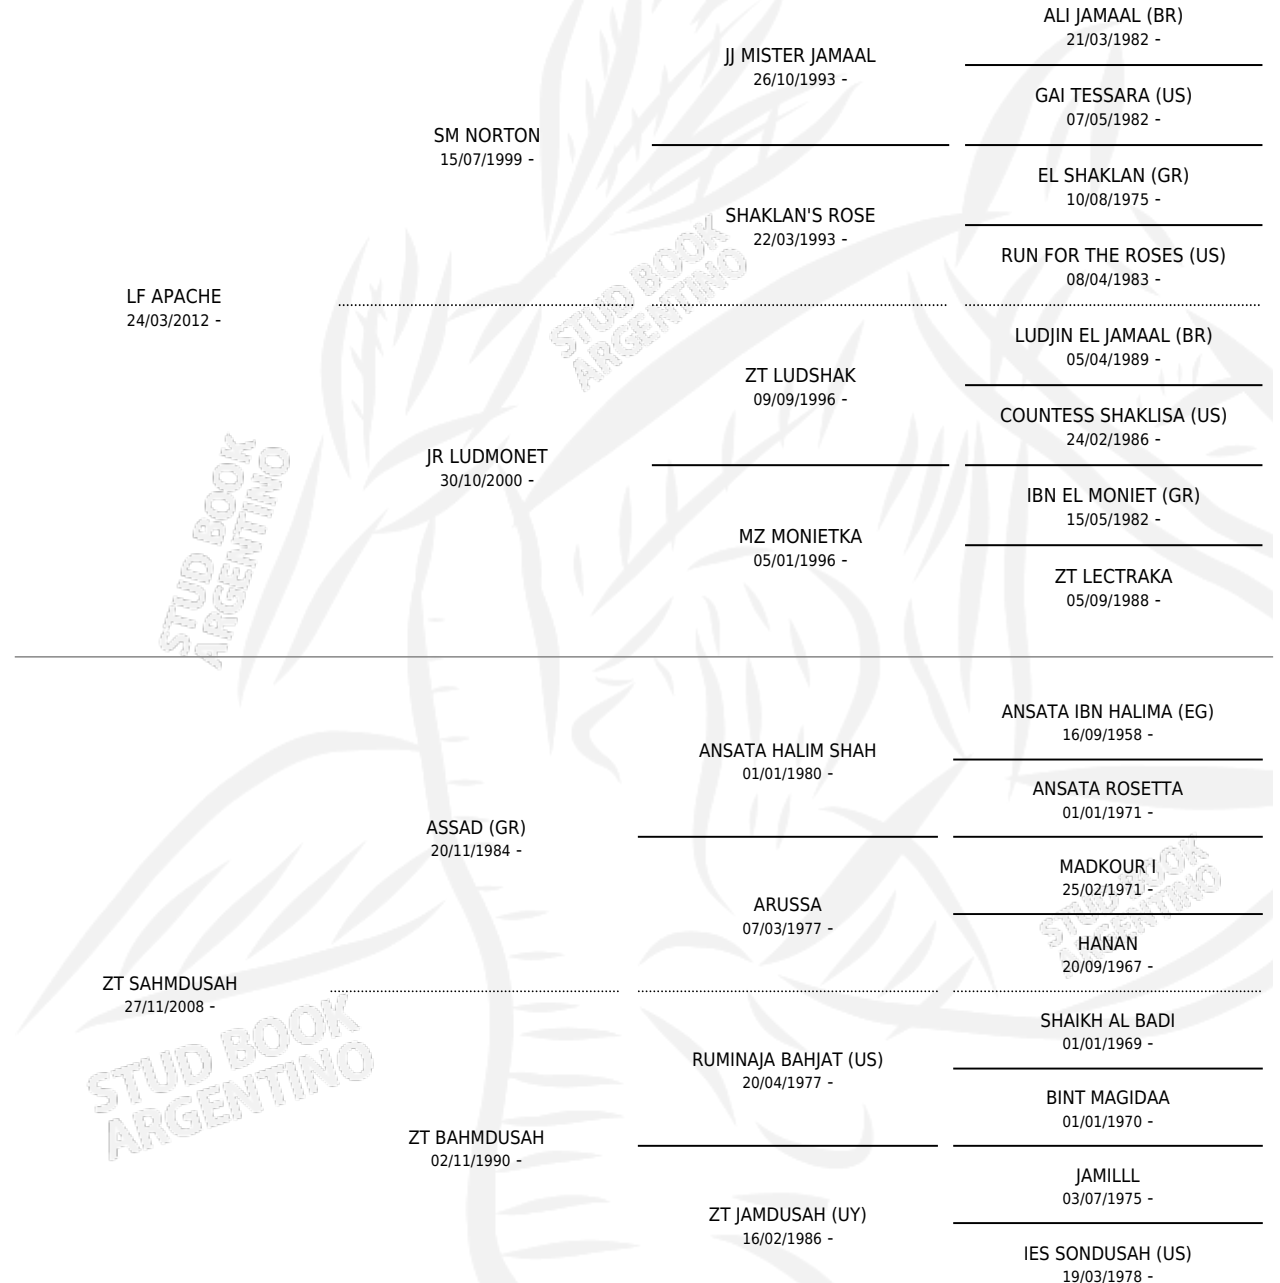 ALI JAMAAL (BR)
21/03/1982 -
JJ MISTER JAMAAL
26/10/1993 -
GAI TESSARA (US)
07/05/1982 -
SM NORTON
15/07/1999 -
EL SHAKLAN (GR)
10/08/1975 -
SHAKLAN'S ROSE
22/03/1993 -
RUN FOR THE ROSES (US)
08/04/1983 -
LF APACHE
24/03/2012 -
LUDJIN EL JAMAAL (BR)
05/04/1989 -
ZT LUDSHAK
09/09/1996 -
COUNTESS SHAKLISA (US)
24/02/1986 -
JR LUDMONET
30/10/2000 -
IBN EL MONIET (GR)
15/05/1982 -
MZ MONIETKA
05/01/1996 -
ZT LECTRAKA
05/09/1988 -
ANSATA IBN HALIMA (EG)
16/09/1958 -
ANSATA HALIM SHAH
01/01/1980 -
ANSATA ROSETTA
01/01/1971 -
ASSAD (GR)
20/11/1984 -
MADKOUR I
25/02/1971 -
ARUSSA
07/03/1977 -
HANAN
20/09/1967 -
ZT SAHMDUSAH
27/11/2008 -
SHAIKH AL BADI
01/01/1969 -
RUMINAJA BAHJAT (US)
20/04/1977 -
BINT MAGIDAA
01/01/1970 -
ZT BAHMDUSAH
02/11/1990 -
JAMILLL
03/07/1975 -
ZT JAMDUSAH (UY)
16/02/1986 -
IES SONDUSAH (US)
19/03/1978 -
STUD BOOK
ARGENTINO
STUD BOOK
ARGENTINO
STUD BOOK
ARGENTINO
STUD BOOK
ARGENTINO